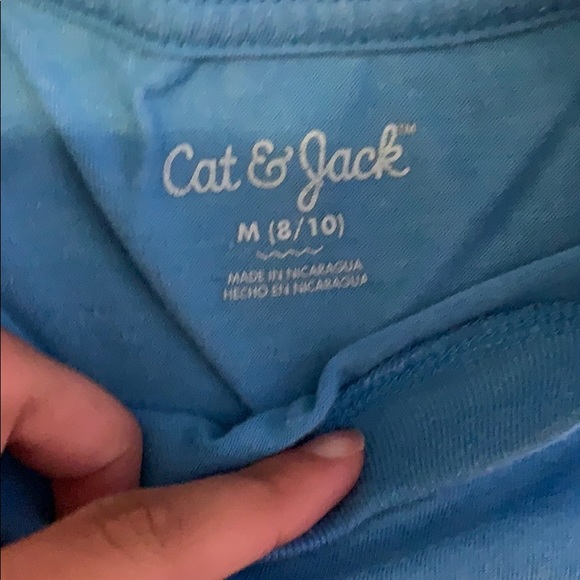 Cat & Jack™
M (8/10)
MADE IN NICARAGUA
HECHO EN NICARAGUA